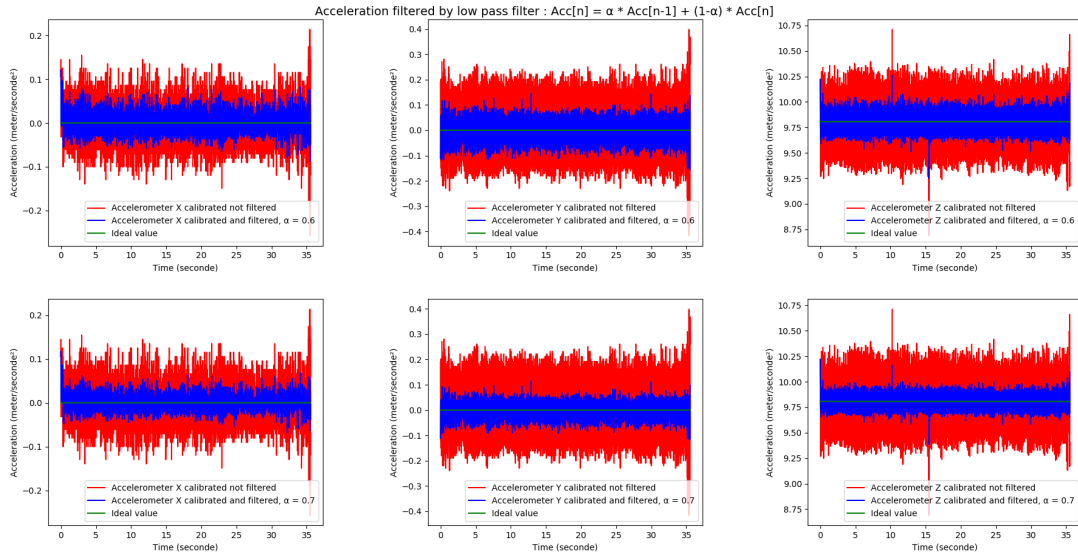 Acceleration filtered by low pass filter : Acc[n] = α * Acc[n-1] + (1-α) * Acc[n]
Acceleration (meter/seconde²)
0.2
0.1
0.0
−0.1
−0.2
Accelerometer X calibrated not filtered
Accelerometer X calibrated and filtered, α = 0.6
Ideal value
0 5 10 15 20 25 30 35
Time (seconde)
Acceleration (meter/seconde²)
0.4
0.3
0.2
0.1
0.0
−0.1
−0.2
−0.3
−0.4
Accelerometer Y calibrated not filtered
Accelerometer Y calibrated and filtered, α = 0.6
Ideal value
0 5 10 15 20 25 30 35
Time (seconde)
Acceleration (meter/seconde²)
10.75
10.50
10.25
10.00
9.75
9.50
9.25
9.00
8.75
Accelerometer Z calibrated not filtered
Accelerometer Z calibrated and filtered, α = 0.6
Ideal value
0 5 10 15 20 25 30 35
Time (seconde)
Acceleration (meter/seconde²)
0.2
0.1
0.0
−0.1
−0.2
Accelerometer X calibrated not filtered
Accelerometer X calibrated and filtered, α = 0.7
Ideal value
0 5 10 15 20 25 30 35
Time (seconde)
Acceleration (meter/seconde²)
0.4
0.3
0.2
0.1
0.0
−0.1
−0.2
−0.3
−0.4
Accelerometer Y calibrated not filtered
Accelerometer Y calibrated and filtered, α = 0.7
Ideal value
0 5 10 15 20 25 30 35
Time (seconde)
Acceleration (meter/seconde²)
10.75
10.50
10.25
10.00
9.75
9.50
9.25
9.00
8.75
Accelerometer Z calibrated not filtered
Accelerometer Z calibrated and filtered, α = 0.7
Ideal value
0 5 10 15 20 25 30 35
Time (seconde)